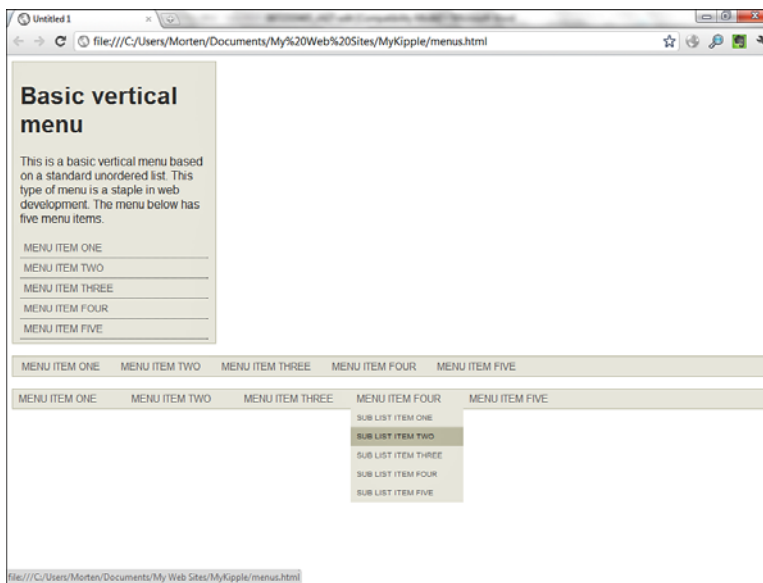 Untitled 1
file:///C:/Users/Morten/Documents/My%20Web%20Sites/MyKipple/menus.html
Basic vertical
menu
This is a basic vertical menu based
on a standard unordered list. This
type of menu is a staple in web
development. The menu below has
five menu items.
MENU ITEM ONE
MENU ITEM TWO
MENU ITEM THREE
MENU ITEM FOUR
MENU ITEM FIVE
MENU ITEM ONE MENU ITEM TWO MENU ITEM THREE MENU ITEM FOUR MENU ITEM FIVE
MENU ITEM ONE MENU ITEM TWO MENU ITEM THREE MENU ITEM FOUR MENU ITEM FIVE
SUB LIST ITEM ONE
SUB LIST ITEM TWO
SUB LIST ITEM THREE
SUB LIST ITEM FOUR
SUB LIST ITEM FIVE
file:///C:/Users/Morten/Documents/My Web Sites/MyKipple/menus.html